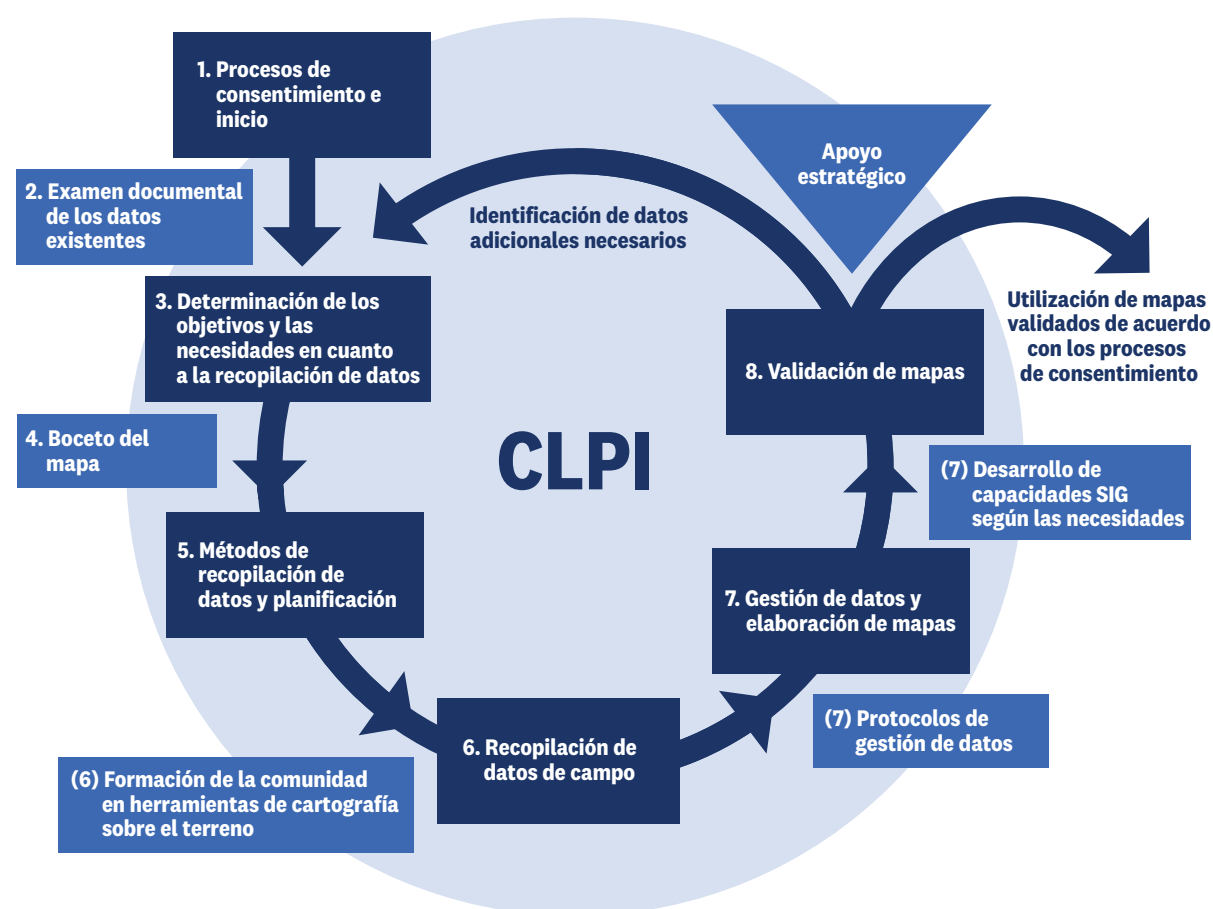 1. Procesos de
consentimiento e
inicio
2. Examen documental
de los datos
existentes
3. Determinación de los
objetivos y las
necesidades en cuanto
a la recopilación de datos
4. Boceto del
mapa
5. Métodos de
recopilación de
datos y planificación
(6) Formación de la comunidad
en herramientas de cartografía
sobre el terreno
6. Recopilación de
datos de campo
(7) Protocolos de
gestión de datos
7. Gestión de datos y
elaboración de mapas
(7) Desarrollo de
capacidades SIG
según las necesidades
8. Validación de mapas
Apoyo
estratégico
Identificación de datos
adicionales necesarios
Utilización de mapas
validados de acuerdo
con los procesos
de consentimiento
CLPI